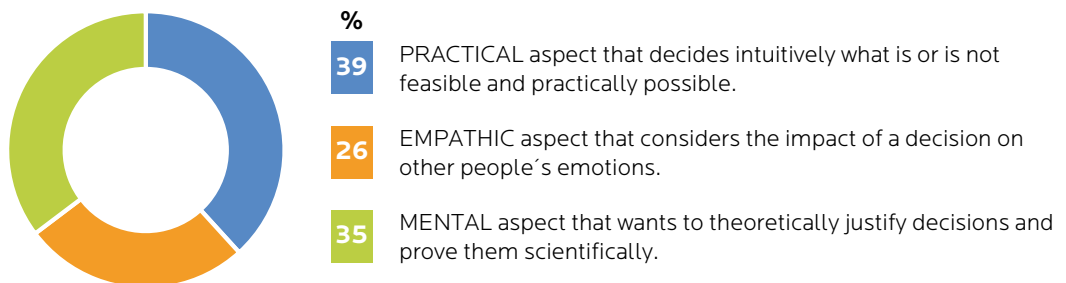 %
39
PRACTICAL aspect that decides intuitively what is or is not
feasible and practically possible.
26
EMPATHIC aspect that considers the impact of a decision on
other people´s emotions.
35
MENTAL aspect that wants to theoretically justify decisions and
prove them scientifically.